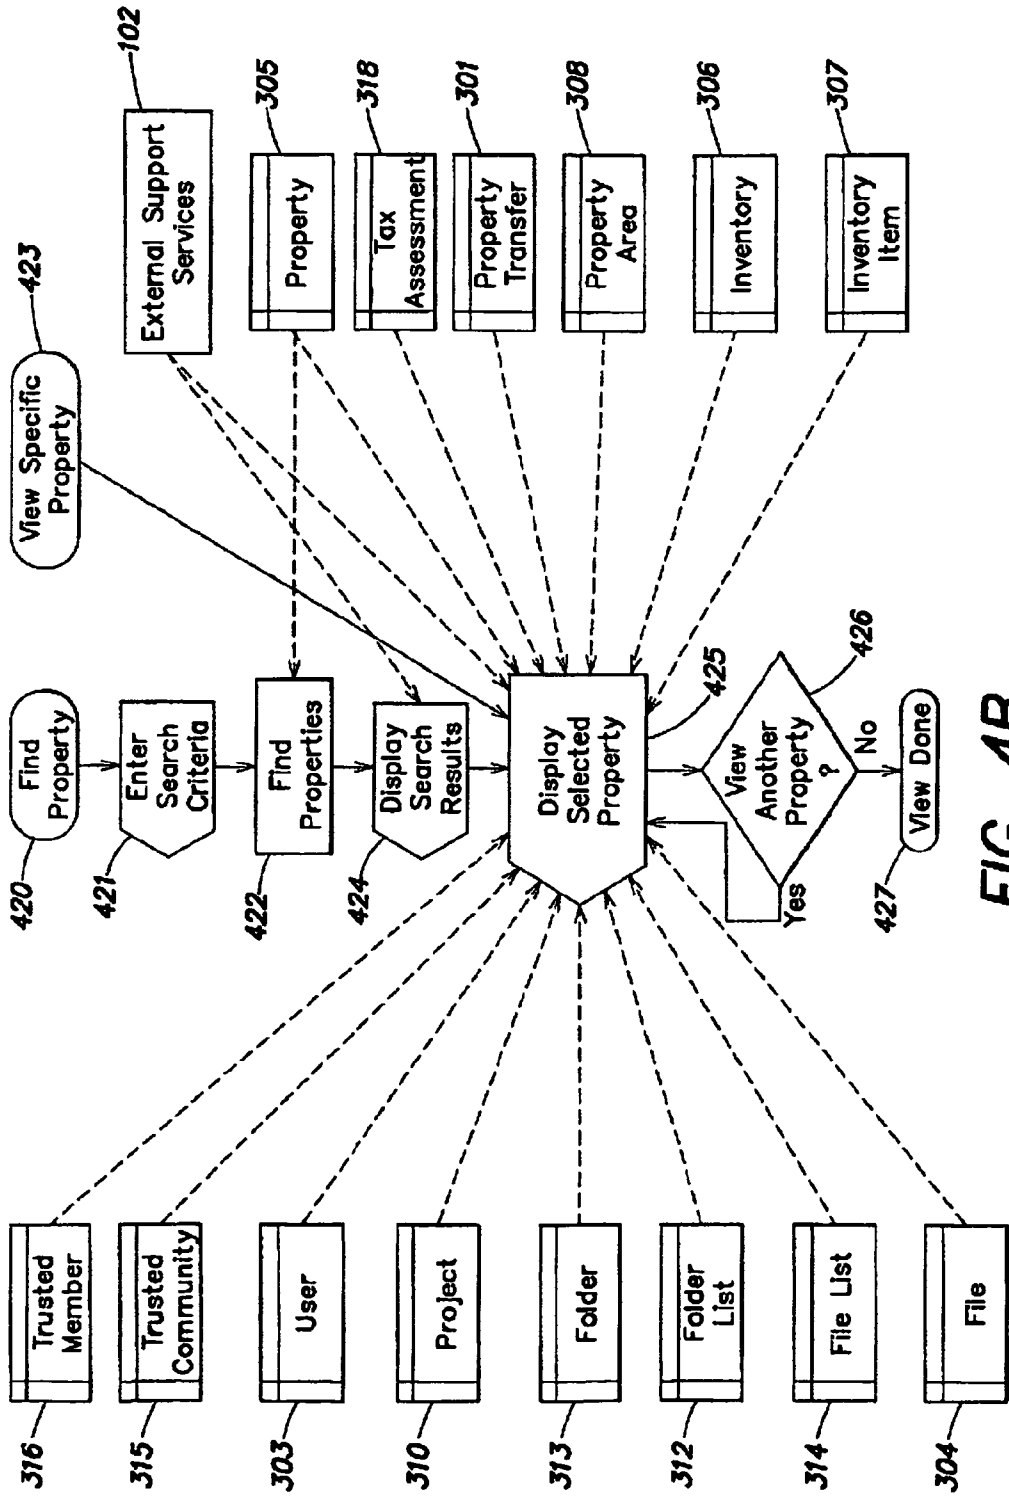 316
Trusted
Member
315
Trusted
Community
303
User
310
Project
313
Folder
312
Folder
List
314
File List
304
File
420
Find
Property
421
Enter
Search
Criteria
422
Find
Properties
424
Display
Search
Results
Display
Selected
Property
425
View
Another
Property
?
426
Yes
No
427
View Done
View Specific
Property
423
External Support
Services
102
Property
305
Tax
Assessment
318
Property
Transfer
301
Property
Area
308
Inventory
306
Inventory
Item
307
FIG. 4B